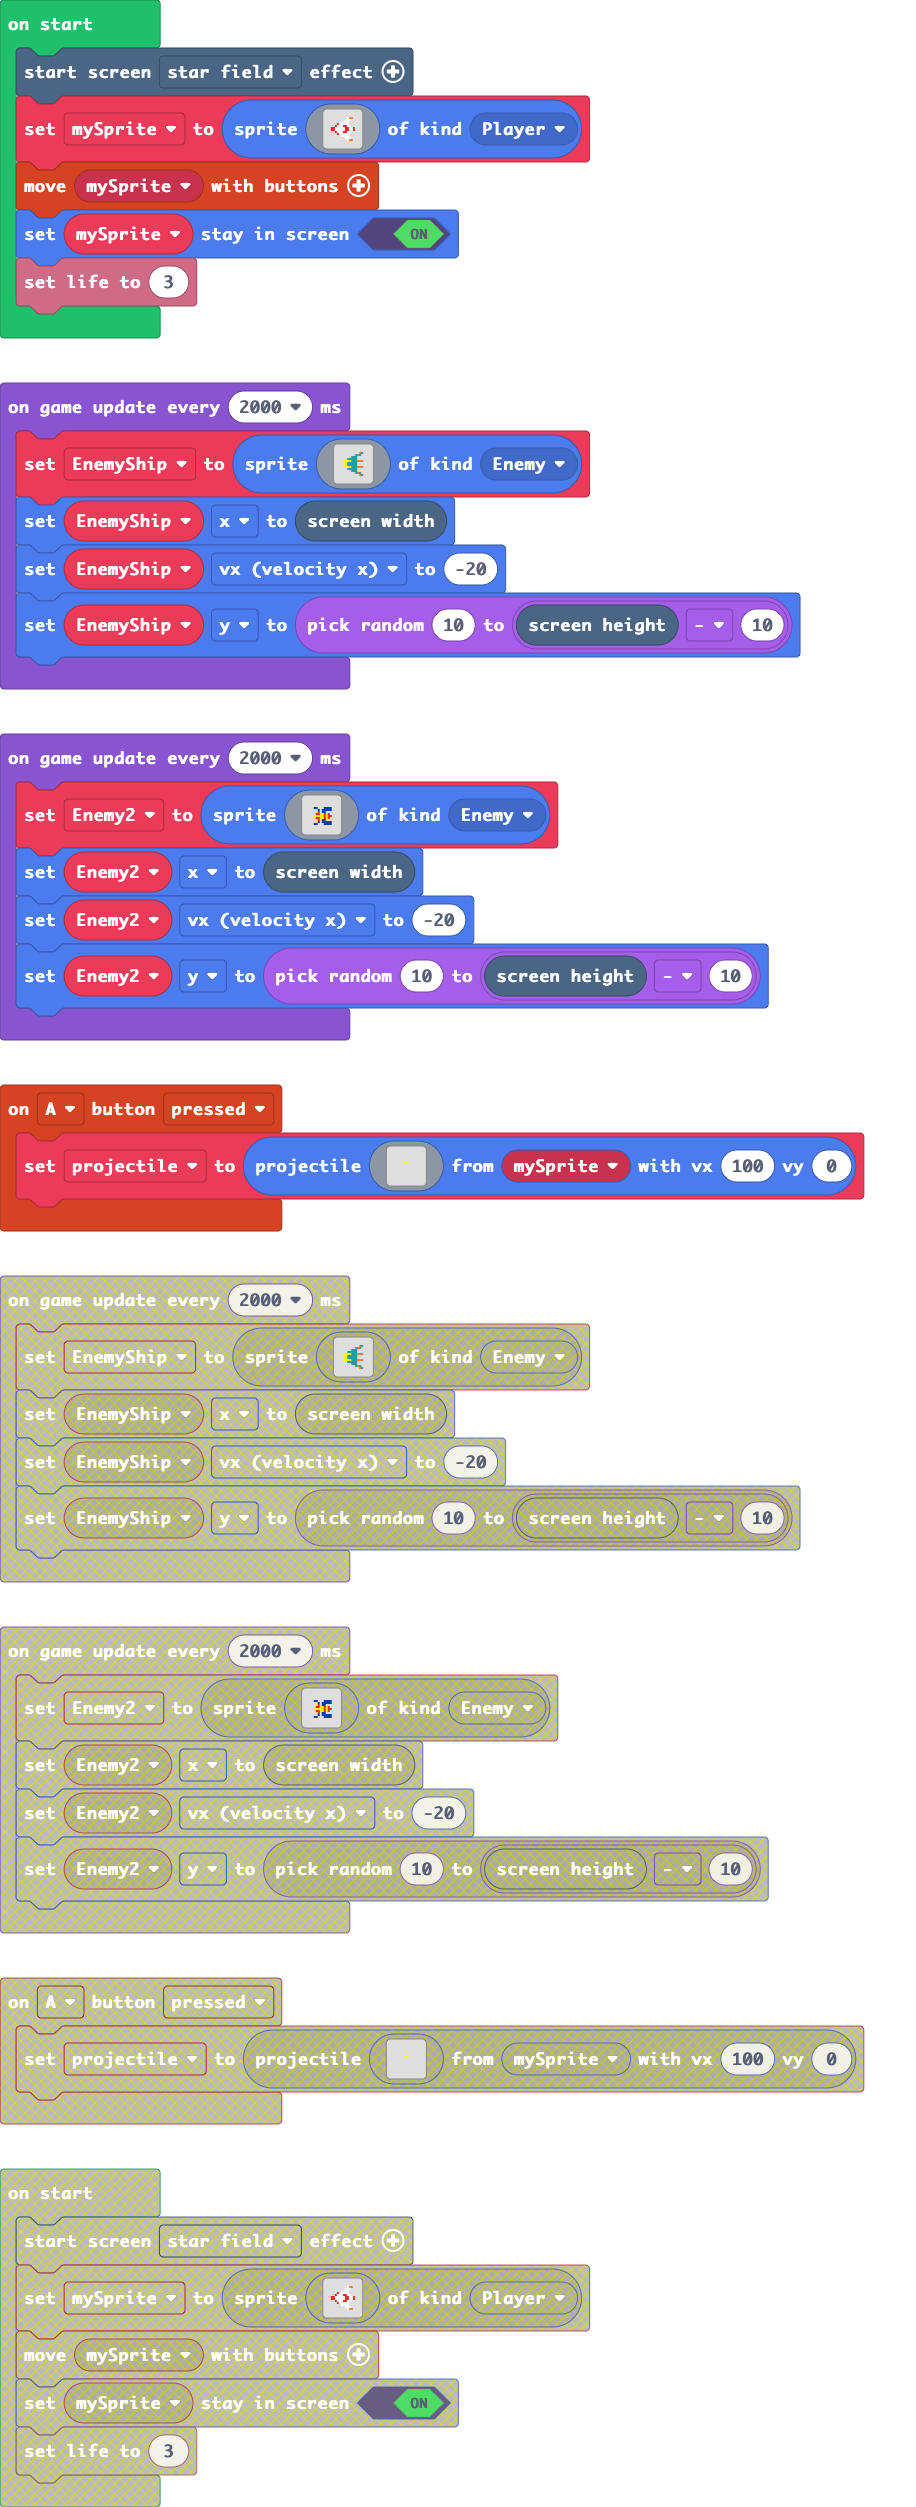 on start
start screen star field effect
set mySprite to sprite of kind Player
move mySprite with buttons
set mySprite stay in screen ON
set life to 3
on game update every 2000 ms
set EnemyShip to sprite of kind Enemy
set EnemyShip x to screen width
set EnemyShip vx (velocity x) to -20
set EnemyShip y to pick random 10 to screen height - 10
on game update every 2000 ms
set Enemy2 to sprite of kind Enemy
set Enemy2 x to screen width
set Enemy2 vx (velocity x) to -20
set Enemy2 y to pick random 10 to screen height - 10
on A button pressed
set projectile to projectile from mySprite with vx 100 vy 0
on game update every 2000 ms
set EnemyShip to sprite of kind Enemy
set EnemyShip x to screen width
set EnemyShip vx (velocity x) to -20
set EnemyShip y to pick random 10 to screen height - 10
on game update every 2000 ms
set Enemy2 to sprite of kind Enemy
set Enemy2 x to screen width
set Enemy2 vx (velocity x) to -20
set Enemy2 y to pick random 10 to screen height - 10
on A button pressed
set projectile to projectile from mySprite with vx 100 vy 0
on start
start screen star field effect
set mySprite to sprite of kind Player
move mySprite with buttons
set mySprite stay in screen ON
set life to 3